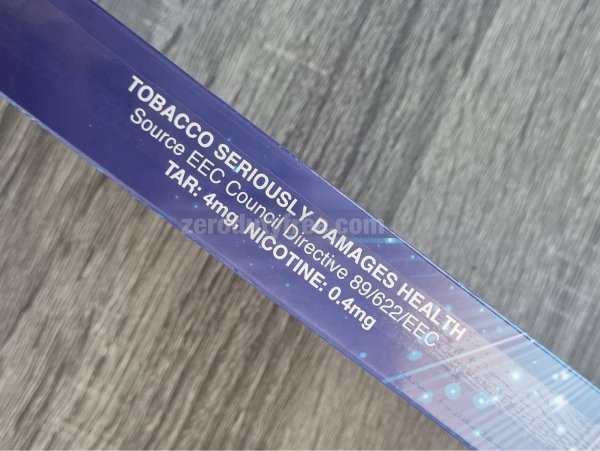 TOBACCO SERIOUSLY DAMAGES HEALTH
Source EEC Council Directive 89/622/EEC
TAR: 4mg, NICOTINE: 0.4mg